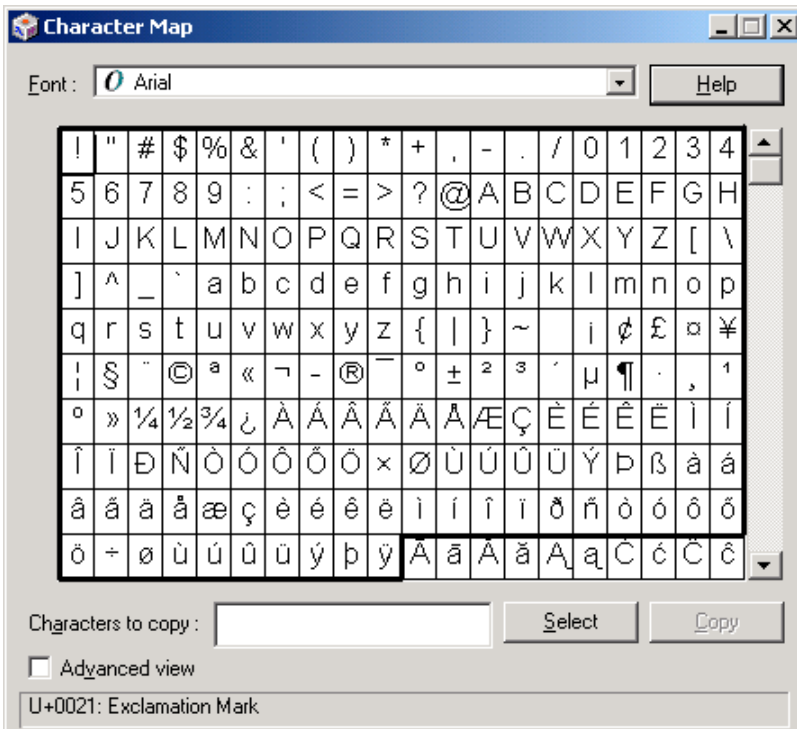 Character Map
Font : O Arial Help
! " # $ % & ' ( ) * + , - . / 0 1 2 3 4
5 6 7 8 9 : ; < = > ? @ A B C D E F G H
I J K L M N O P Q R S T U V W X Y Z [ \
] ^ _ ` a b c d e f g h i j k l m n o p
q r s t u v w x y z { | } ~ ¡ ¢ £ ¤ ¥
¦ § ¨ © ª « ¬ - ® ¯ ° ± ² ³ ´ µ ¶ · ¸ ¹
º » ¼ ½ ¾ ¿ À Á Â Ã Ä Å Æ Ç È É Ê Ë Ì Í
Î Ï Ð Ñ Ò Ó Ô Õ Ö × Ø Ù Ú Û Ü Ý Þ ß à á
â ã ä å æ ç è é ê ë ì í î ï ð ñ ò ó ô õ
ö ÷ ø ù ú û ü ý þ ÿ Ā ā Ă ă Ą ą Ć ć Ĉ ĉ
Characters to copy : Select Copy
Advanced view
U+0021: Exclamation Mark